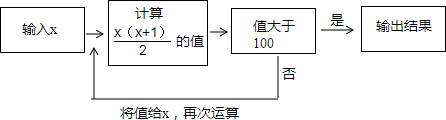 输入x
计算
x（x+1）
2
的值
值大于
100
是
输出结果
否
将值给x，再次运算